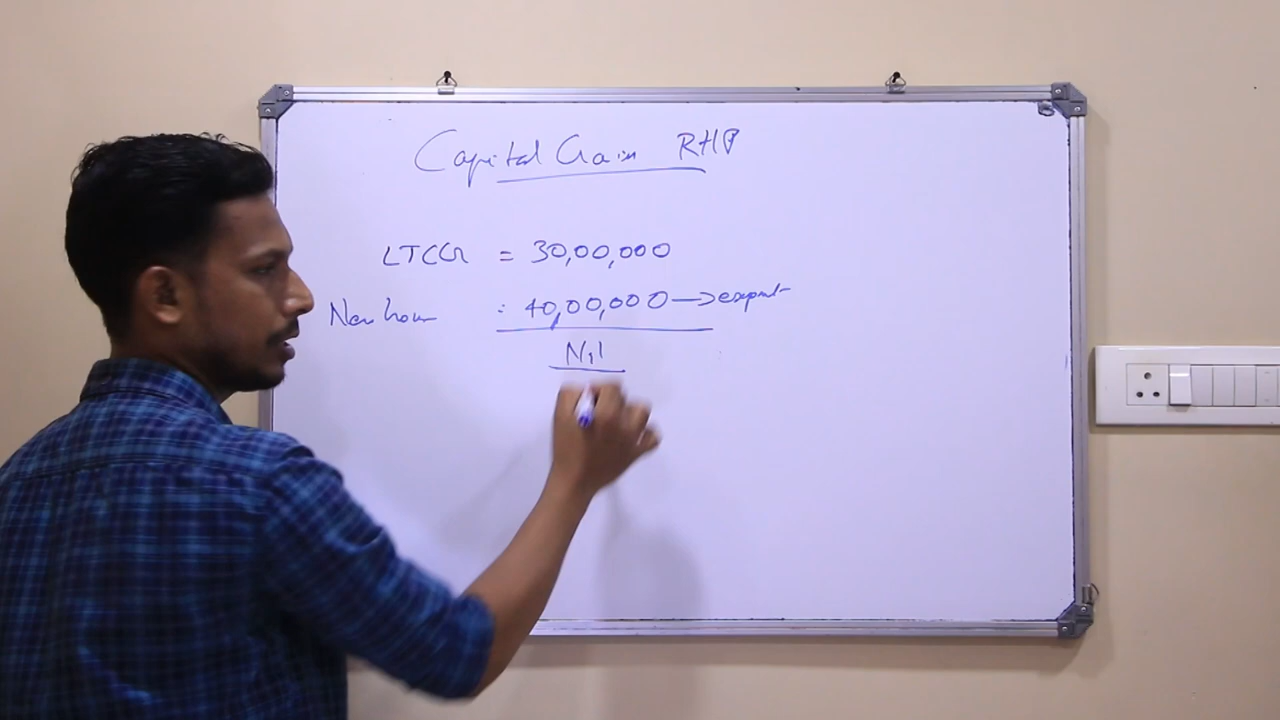 Capital Gain RHP
LTCG = 30,00,000
New house : 40,00,000 → exempt
Nil